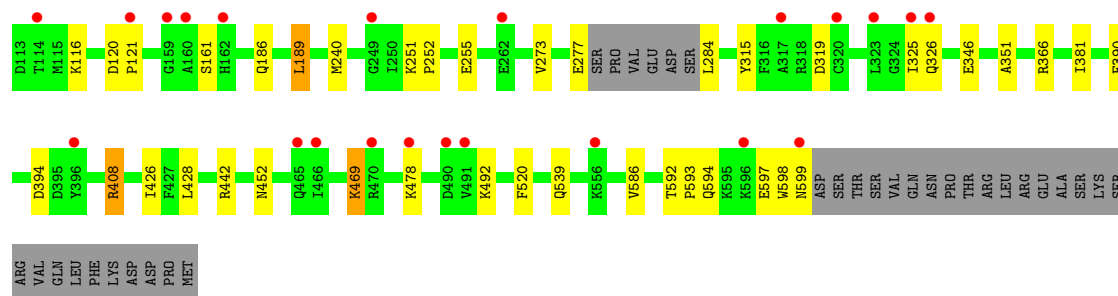 D113 T114 M115 K116 D120 P121 G159 A160 S161 H162 Q186 L189 M240 G249 I250 K251 P252 E255 E262 V273 E277 SER PRO VAL GLU ASP SER L284 Y315 F316 A317 R318 D319 C320 L323 G324 I325 Q326 E346 A351 R366 I381
D394 D395 Y396 R408 I426 F427 L428 R442 N452 Q465 I466 K469 R470 K478 D490 V491 K492 F520 Q539 K556 V586 T592 P593 Q594 K595 K596 E597 W598 N599 ASP SER THR SER VAL GLN ASN PRO THR ARG LEU ARG GLU ALA SER LYS SER
ARG VAL GLN LEU PHE LYS ASP ASP PRO MET